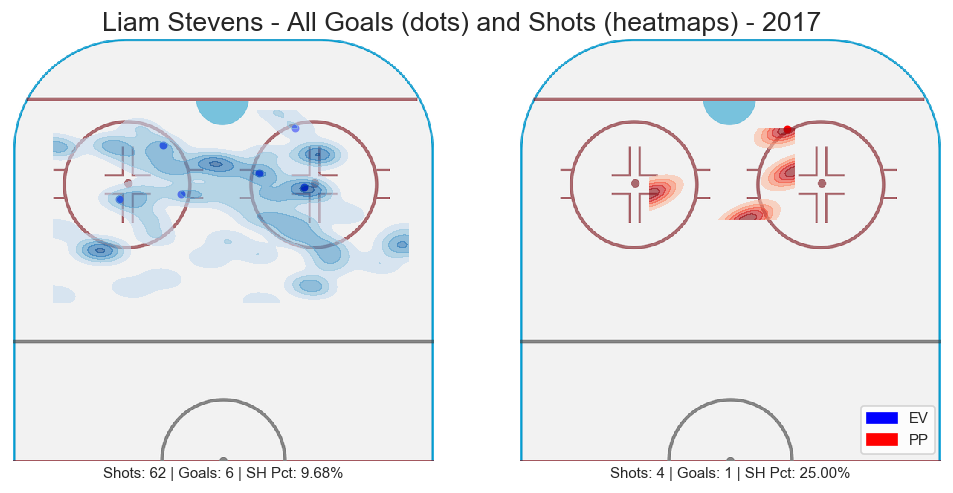 Liam Stevens - All Goals (dots) and Shots (heatmaps) - 2017
EV
PP
Shots: 62 | Goals: 6 | SH Pct: 9.68%
Shots: 4 | Goals: 1 | SH Pct: 25.00%